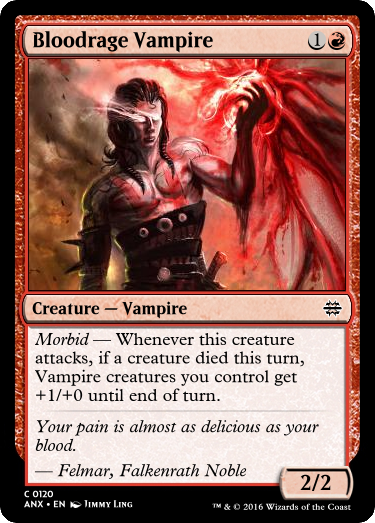 Bloodrage Vampire 1
Creature — Vampire
Morbid — Whenever this creature
attacks, if a creature died this turn,
Vampire creatures you control get
+1/+0 until end of turn.
Your pain is almost as delicious as your
blood.
— Felmar, Falkenrath Noble
2/2
C 0120
ANX • EN Jimmy Ling
™ & © 2016 Wizards of the Coast